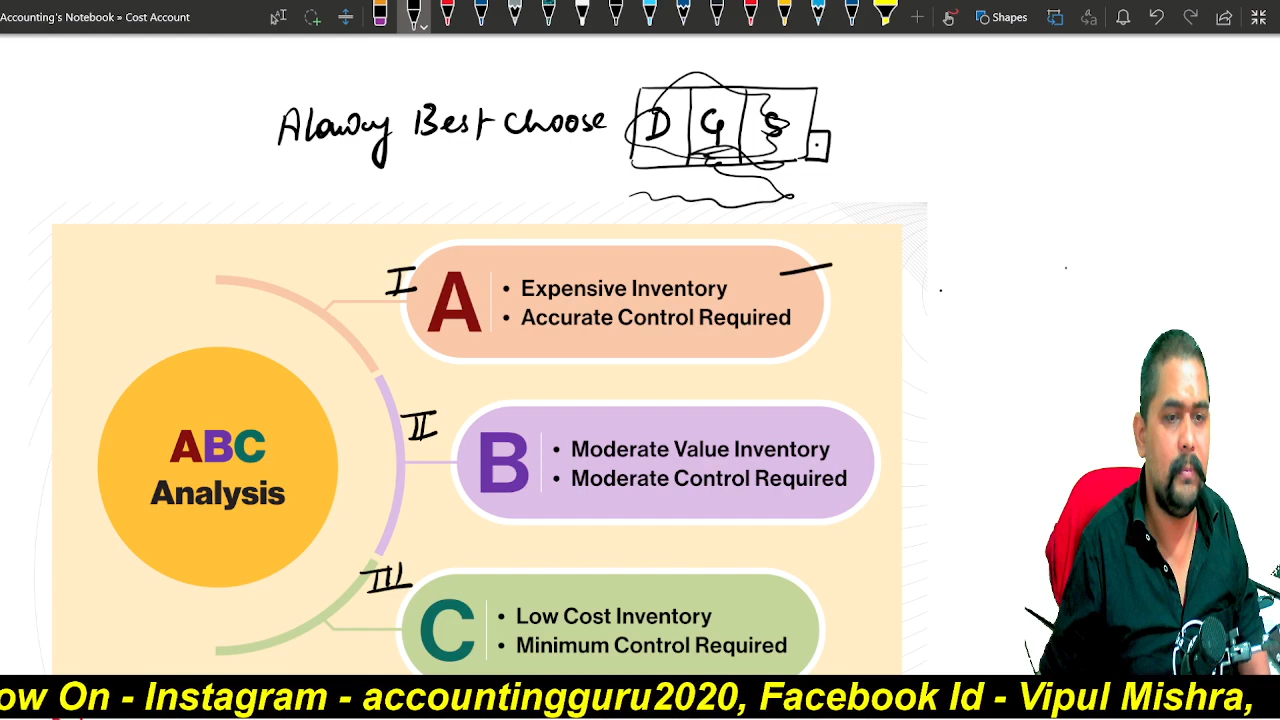 Accounting's Notebook » Cost Account
Shapes
Alaway Best choose D G S
I
A
• Expensive Inventory
• Accurate Control Required
ABC
Analysis
II
B
• Moderate Value Inventory
• Moderate Control Required
III
C
• Low Cost Inventory
• Minimum Control Required
ow On - Instagram - accountingguru2020, Facebook Id - Vipul Mishra,